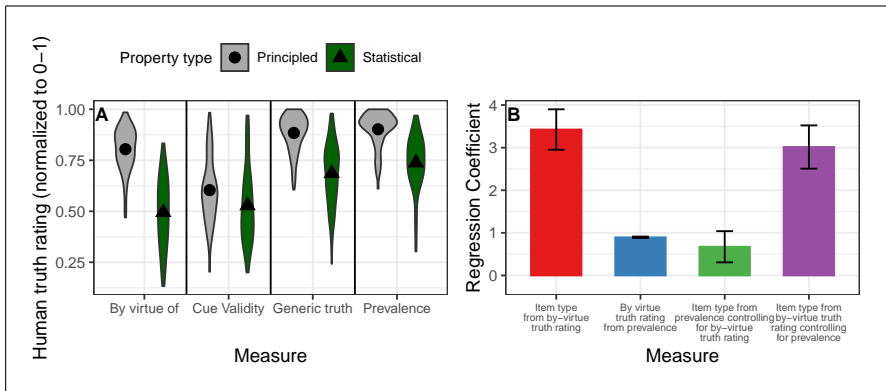 Property type Principled Statistical
Human truth rating (normalized to 0−1)
A
1.00
0.75
0.50
0.25
By virtue of Cue Validity Generic truth Prevalence
Measure
Regression Coefficient
B
4
3
2
1
0
Item type
from by−virtue
truth rating
By virtue
truth rating
from prevalence
Item type from
prevalence controlling
for by−virtue
truth rating
Item type from
by−virtue truth
rating controlling
for prevalence
Measure